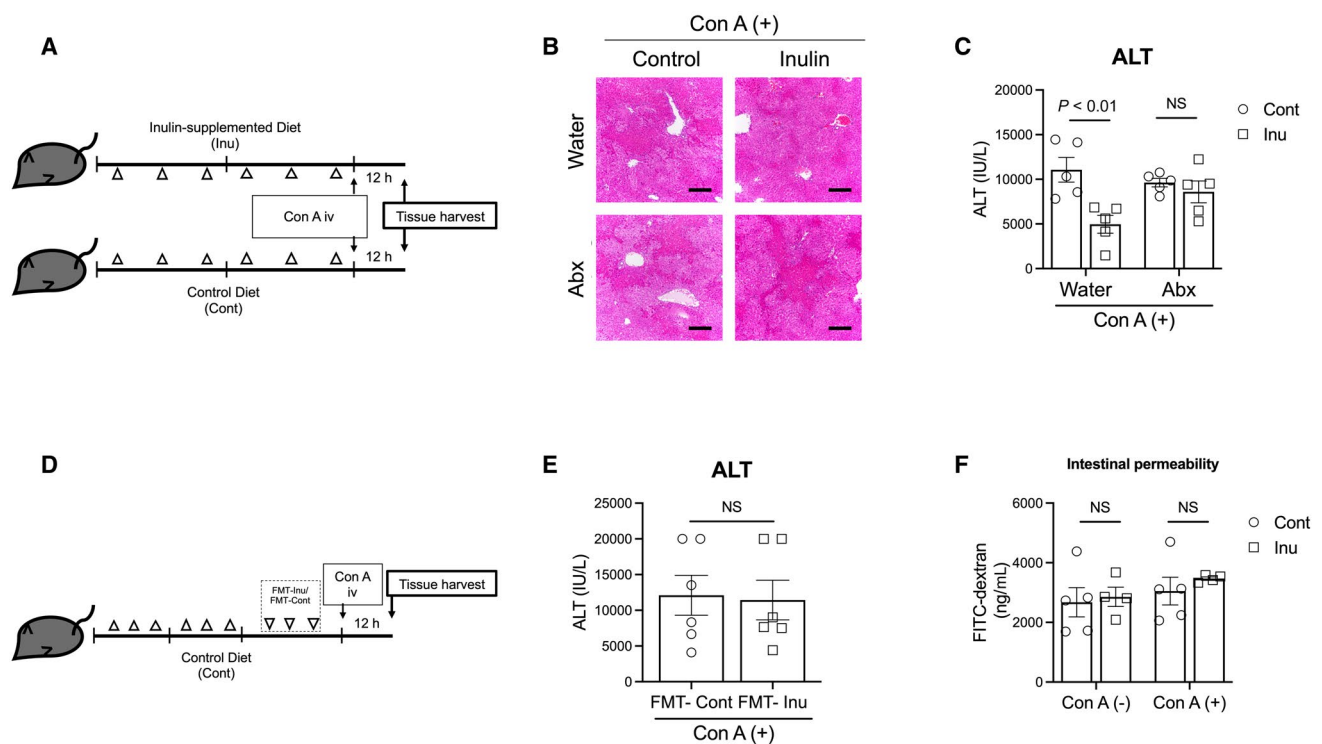 A
Inulin-supplemented Diet
(Inu)
12 h
Con A iv
Tissue harvest
12 h
Control Diet
(Cont)
B
Con A (+)
Control
Inulin
Water
Abx
C
ALT
ALT (IU/L)
20000
15000
10000
5000
0
P < 0.01
NS
Cont
Inu
Water
Abx
Con A (+)
D
FMT-Inu/
FMT-Cont
Con A
iv
Tissue harvest
12 h
Control Diet
(Cont)
E
ALT
ALT (IU/L)
25000
20000
15000
10000
5000
0
NS
FMT- Cont
FMT- Inu
Con A (+)
F
Intestinal permeability
FITC-dextran
(ng/mL)
6000
4000
2000
0
NS
NS
Cont
Inu
Con A (-)
Con A (+)